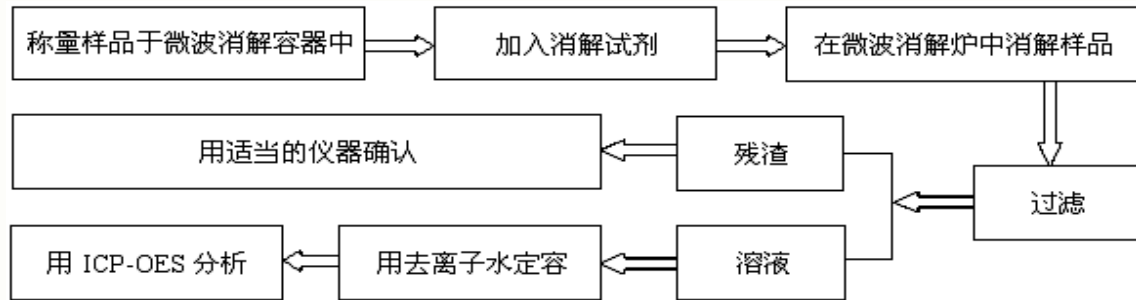 称量样品于微波消解容器中
加入消解试剂
在微波消解炉中消解样品
用适当的仪器确认
残渣
过滤
用 ICP-OES 分析
用去离子水定容
溶液